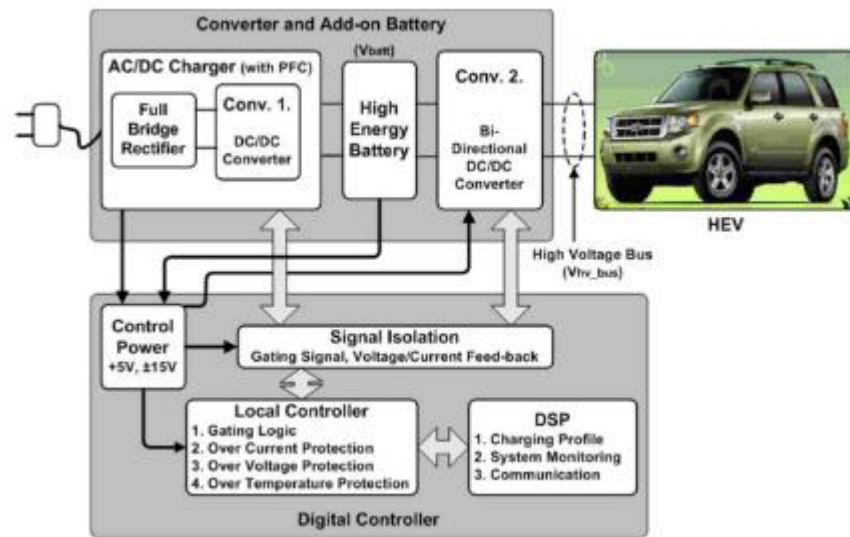 Converter and Add-on Battery
AC/DC Charger (with PFC)
Full
Bridge
Rectifier
Conv. 1.
DC/DC
Converter
(Vbatt)
High
Energy
Battery
Conv. 2.
Bi-
Directional
DC/DC
Converter
HEV
High Voltage Bus
(Vhv_bus)
Control
Power
+5V, ±15V
Signal Isolation
Gating Signal, Voltage/Current Feed-back
Local Controller
1. Gating Logic
2. Over Current Protection
3. Over Voltage Protection
4. Over Temperature Protection
DSP
1. Charging Profile
2. System Monitoring
3. Communication
Digital Controller